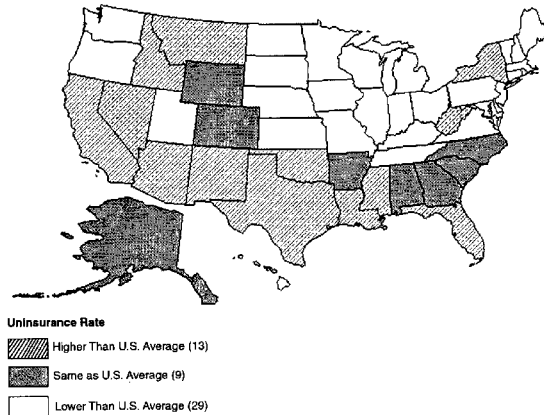 Uninsurance Rate
Higher Than U.S. Average (13)
Same as U.S. Average (9)
Lower Than U.S. Average (29)